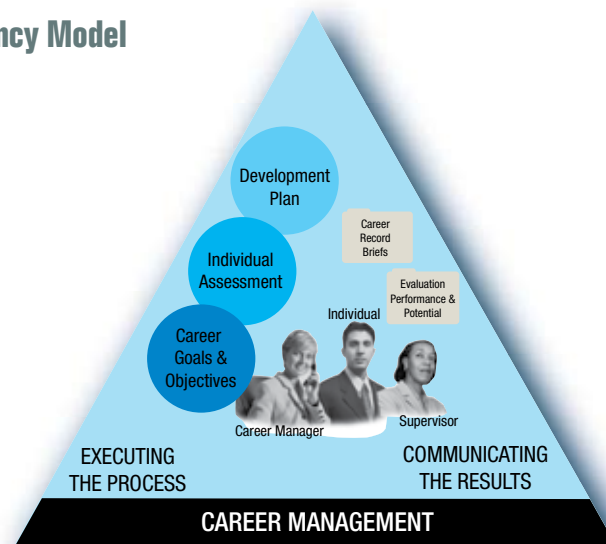 ncy Model
Development
Plan
Career
Record
Briefs
Individual
Assessment
Evaluation
Performance &
Potential
Individual
Career
Goals &
Objectives
Career Manager
Supervisor
EXECUTING
THE PROCESS
COMMUNICATING
THE RESULTS
CAREER MANAGEMENT